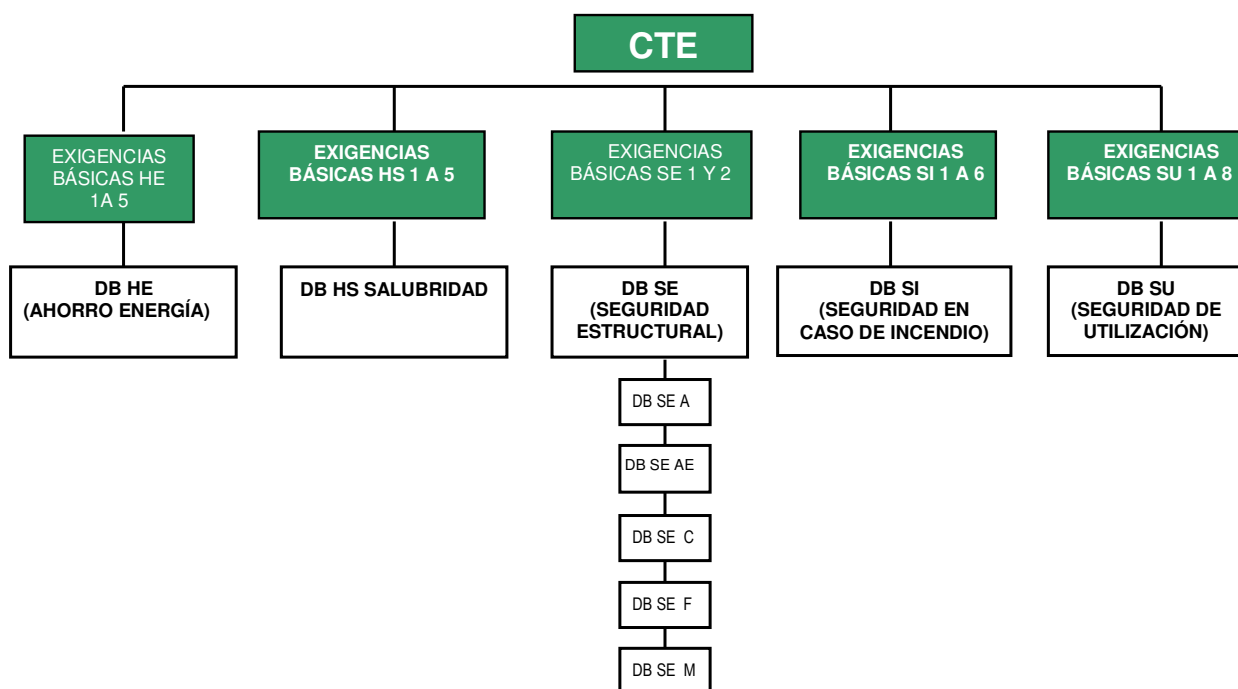 CTE
EXIGENCIAS
BÁSICAS HE
1A 5
EXIGENCIAS
BÁSICAS HS 1 A 5
EXIGENCIAS
BÁSICAS SE 1 Y 2
EXIGENCIAS
BÁSICAS SI 1 A 6
EXIGENCIAS
BÁSICAS SU 1 A 8
DB HE
(AHORRO ENERGÍA)
DB HS SALUBRIDAD
DB SE
(SEGURIDAD
ESTRUCTURAL)
DB SI
(SEGURIDAD EN
CASO DE INCENDIO)
DB SU
(SEGURIDAD DE
UTILIZACIÓN)
DB SE A
DB SE AE
DB SE C
DB SE F
DB SE M